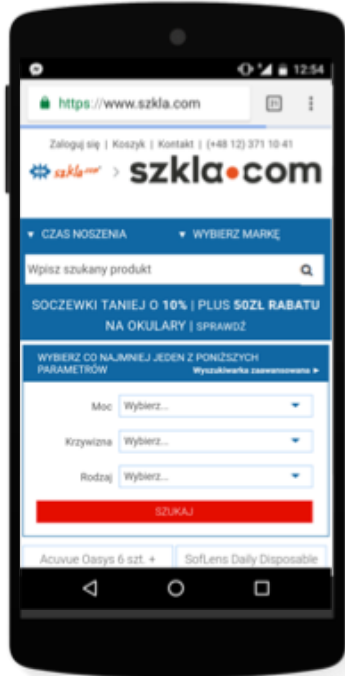 12:54
https://www.szkla.com
Zaloguj się | Koszyk | Kontakt | (+48 12) 371 10 41
szkla.com > szkla.com
▼ CZAS NOSZENIA ▼ WYBIERZ MARKĘ
Wpisz szukany produkt
SOCZEWKI TANIEJ O 10% | PLUS 50ZŁ RABATU
NA OKULARY | SPRAWDŹ
WYBIERZ CO NAJMNIEJ JEDEN Z PONIŻSZYCH
PARAMETRÓW Wyszukiwarka zaawansowana ►
Moc Wybierz...
Krzywizna Wybierz...
Rodzaj Wybierz...
SZUKAJ
Acuvue Oasys 6 szt. + SofLens Daily Disposable